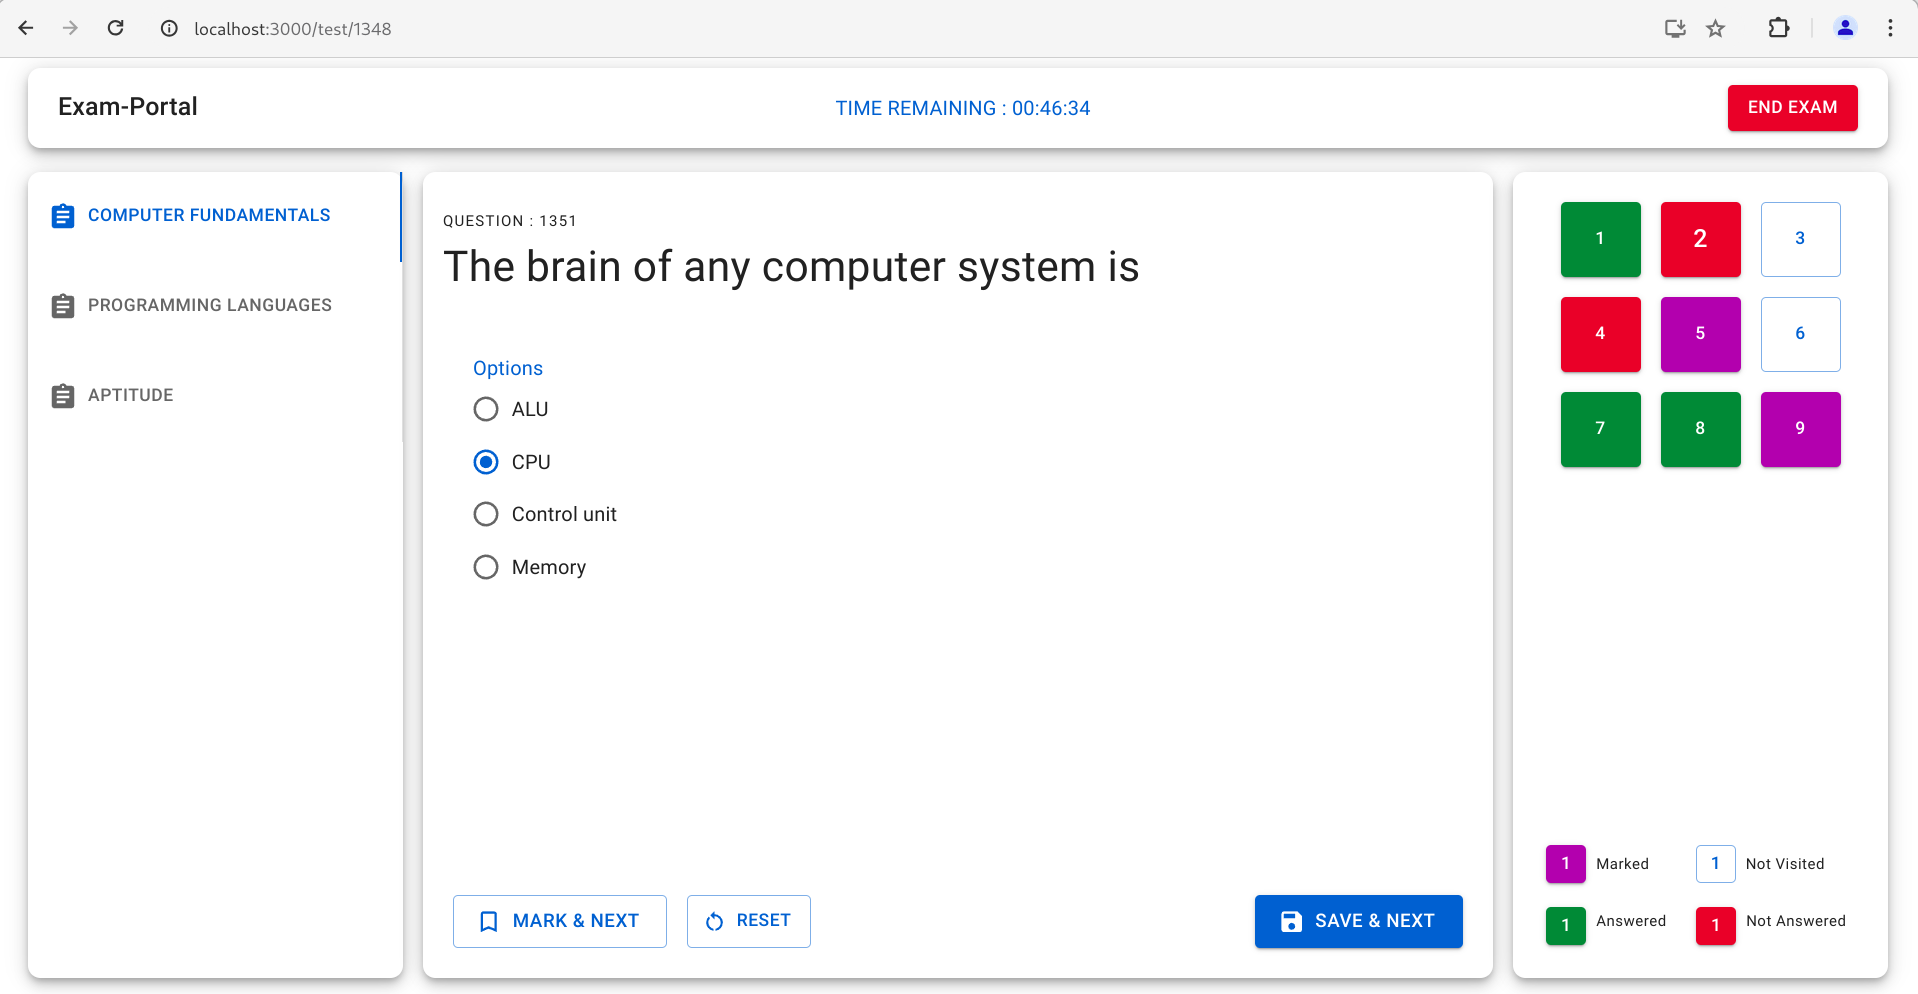 localhost:3000/test/1348
Exam-Portal
TIME REMAINING : 00:46:34
END EXAM
COMPUTER FUNDAMENTALS
PROGRAMMING LANGUAGES
APTITUDE
QUESTION : 1351
The brain of any computer system is
Options
ALU
CPU
Control unit
Memory
MARK & NEXT
RESET
SAVE & NEXT
1 2 3
4 5 6
7 8 9
1 Marked
1 Not Visited
1 Answered
1 Not Answered